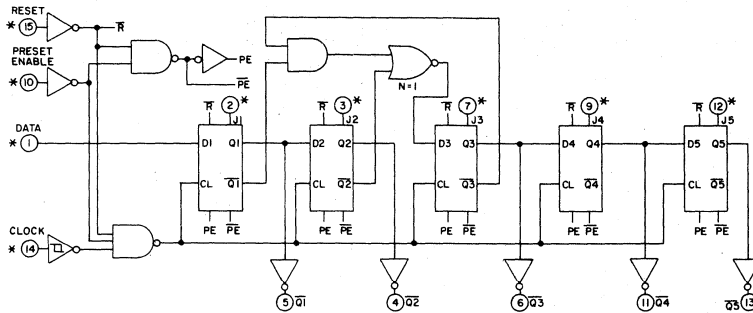 RESET
* 15
R̅
PRESET
ENABLE
* 10
PE
P̅E̅
N=1
DATA
* 1
R̅ 2 * J1
D1 Q1
CL Q̅1̅
PE P̅E̅
R̅ 3 * J2
D2 Q2
CL Q̅2̅
PE P̅E̅
R̅ 7 * J3
D3 Q3
CL Q̅3̅
PE P̅E̅
R̅ 9 * J4
D4 Q4
CL Q̅4̅
PE P̅E̅
R̅ 12 * J5
D5 Q5
CL Q̅5̅
PE P̅E̅
CLOCK
* 14
5 Q̅1̅
4 Q̅2̅
6 Q̅3̅
11 Q̅4̅
Q̅5̅ 13